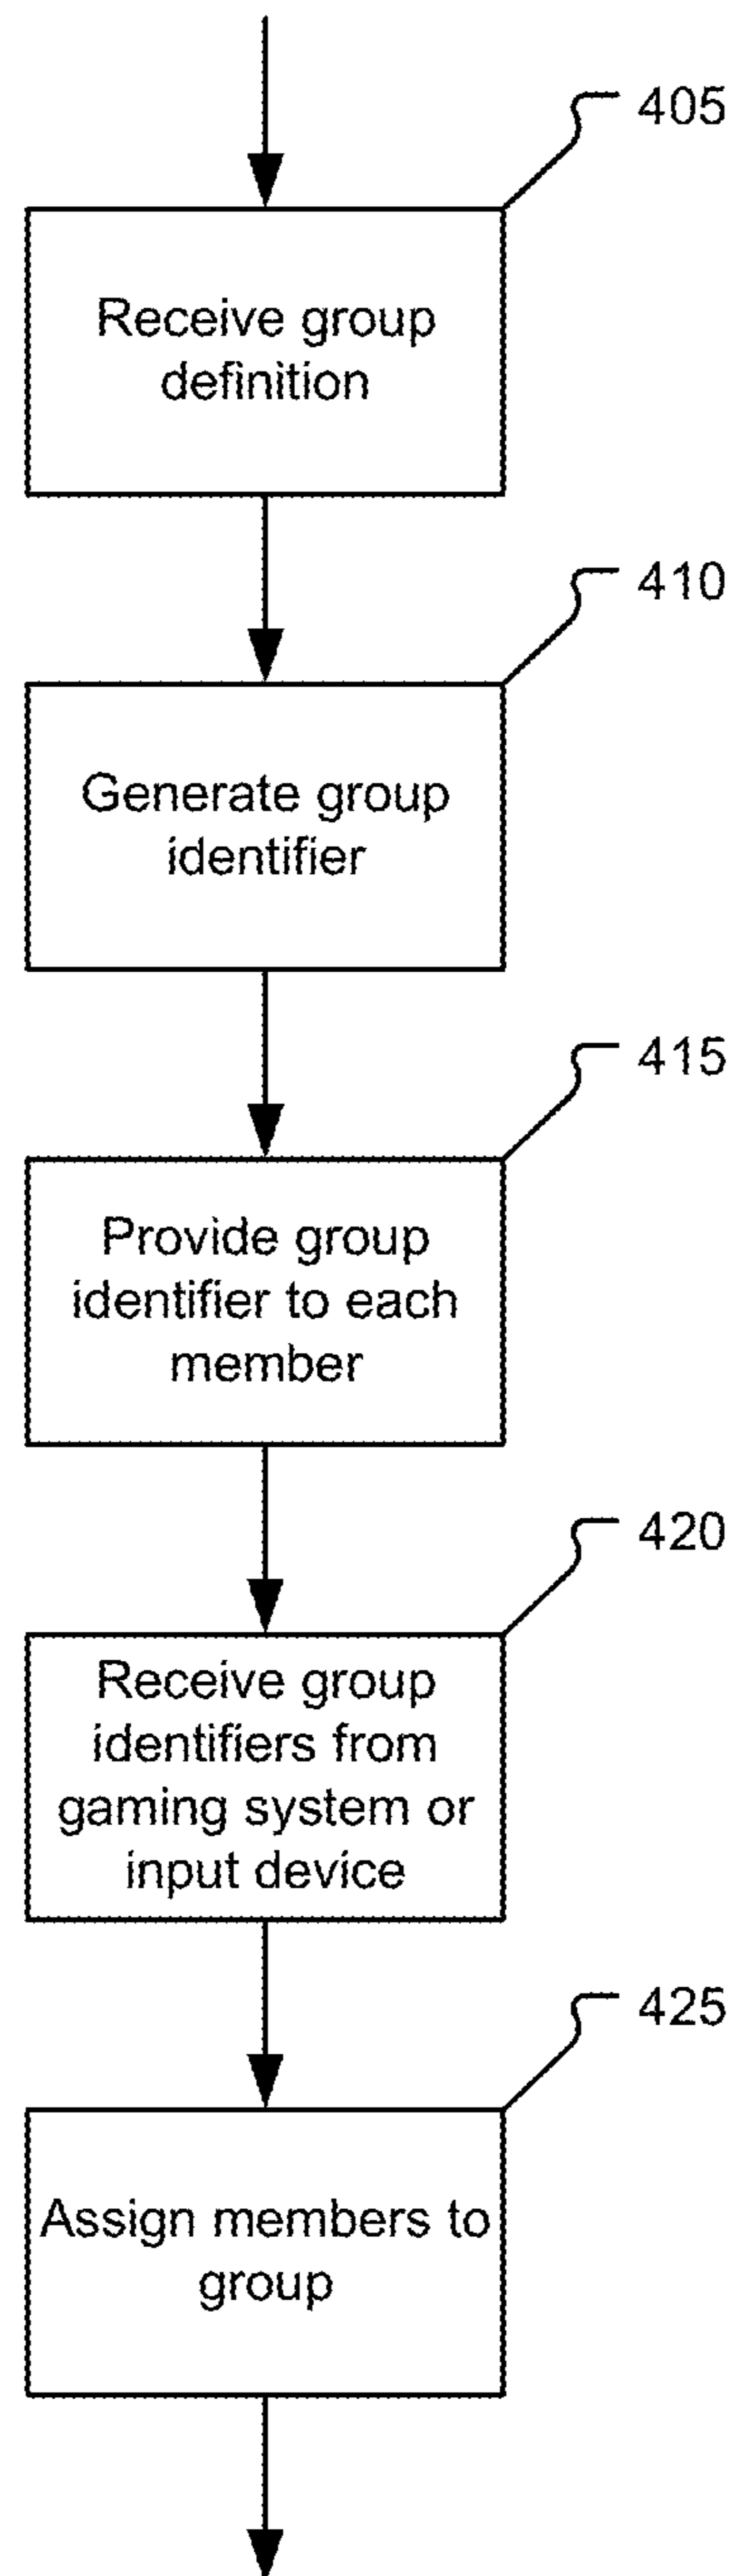 405
Receive group
definition
410
Generate group
identifier
415
Provide group
identifier to each
member
420
Receive group
identifiers from
gaming system or
input device
425
Assign members to
group